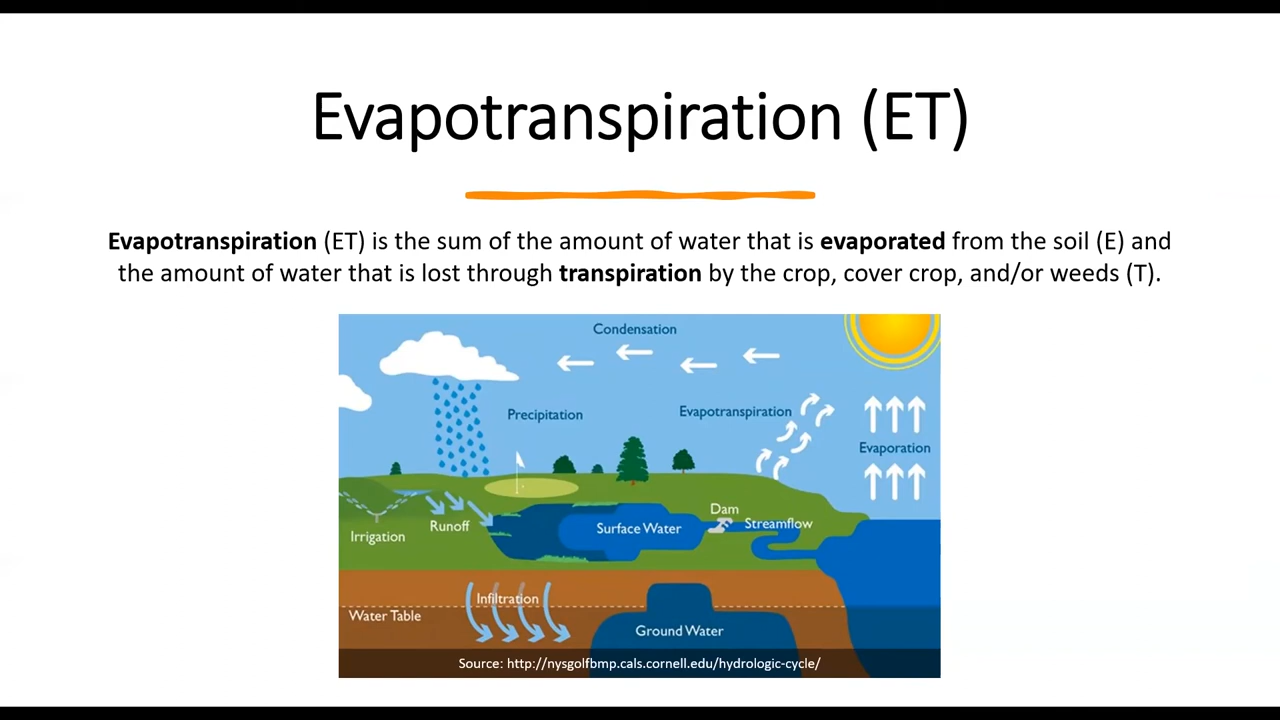 Evapotranspiration (ET)
Evapotranspiration (ET) is the sum of the amount of water that is evaporated from the soil (E) and
the amount of water that is lost through transpiration by the crop, cover crop, and/or weeds (T).
Condensation
Precipitation
Evapotranspiration
Evaporation
Dam
Streamflow
Surface Water
Runoff
Irrigation
Infiltration
Water Table
Ground Water
Source: http://nysgolfbmp.cals.cornell.edu/hydrologic-cycle/